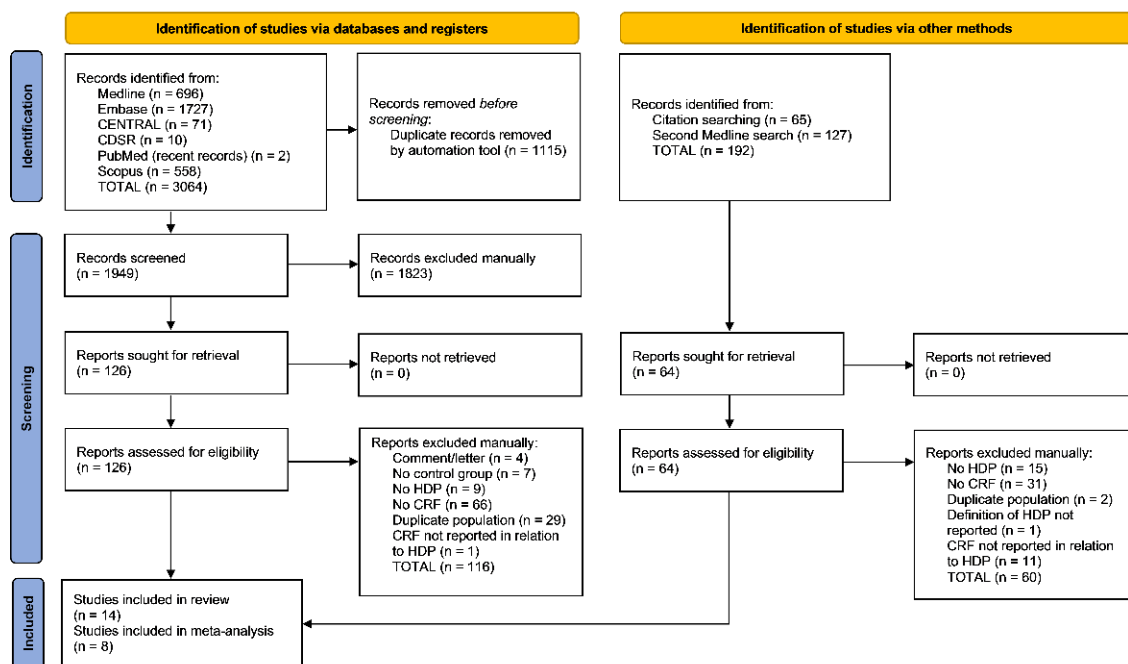 Identification of studies via databases and registers
Identification of studies via other methods
Identification
Records identified from:
Medline (n = 696)
Embase (n = 1727)
CENTRAL (n = 71)
CDSR (n = 10)
PubMed (recent records) (n = 2)
Scopus (n = 558)
TOTAL (n = 3064)
Records removed before
screening:
Duplicate records removed
by automation tool (n = 1115)
Records identified from:
Citation searching (n = 65)
Second Medline search (n = 127)
TOTAL (n = 192)
Screening
Records screened
(n = 1949)
Records excluded manually
(n = 1823)
Reports sought for retrieval
(n = 126)
Reports not retrieved
(n = 0)
Reports sought for retrieval
(n = 64)
Reports not retrieved
(n = 0)
Reports assessed for eligibility
(n = 126)
Reports excluded manually:
Comment/letter (n = 4)
No control group (n = 7)
No HDP (n = 9)
No CRF (n = 66)
Duplicate population (n = 29)
CRF not reported in relation
to HDP (n = 1)
TOTAL (n = 116)
Reports assessed for eligibility
(n = 64)
Reports excluded manually:
No HDP (n = 15)
No CRF (n = 31)
Duplicate population (n = 2)
Definition of HDP not
reported (n = 1)
CRF not reported in relation
to HDP (n = 11)
TOTAL (n = 60)
Included
Studies included in review
(n = 14)
Studies included in meta-analysis
(n = 8)